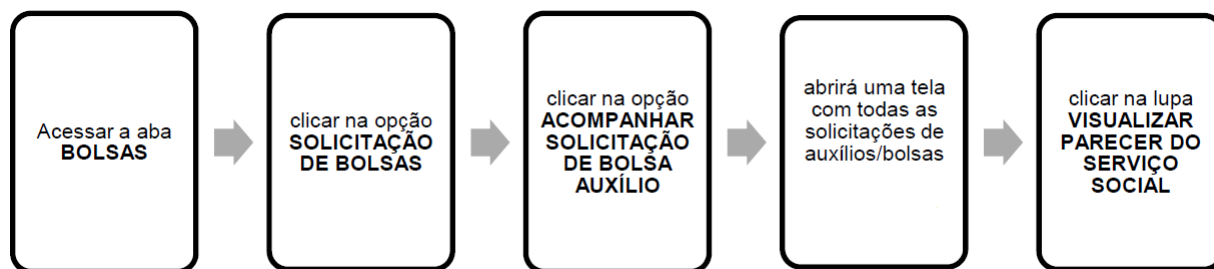 Acessar a aba
BOLSAS
clicar na opção
SOLICITAÇÃO
DE BOLSAS
clicar na opção
ACOMPANHAR
SOLICITAÇÃO
DE BOLSA
AUXÍLIO
abrirá uma tela
com todas as
solicitações de
auxílios/bolsas
clicar na lupa
VISUALIZAR
PARECER DO
SERVIÇO
SOCIAL